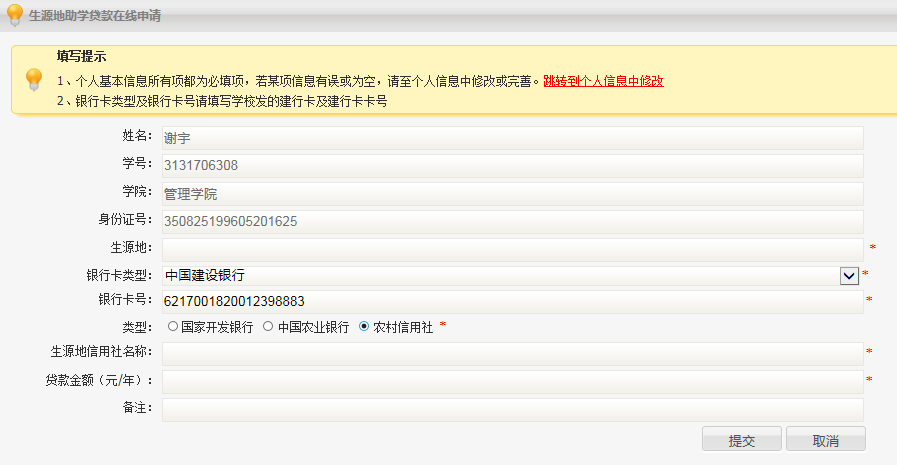 生源地助学贷款在线申请
填写提示
1、个人基本信息所有项都为必填项，若某项信息有误或为空，请至个人信息中修改或完善。跳转到个人信息中修改
2、银行卡类型及银行卡号请填写学校发的建行卡及建行卡卡号
姓名： 谢宇
学号： 3131706308
学院： 管理学院
身份证号： 350825199605201625
生源地： *
银行卡类型： 中国建设银行 *
银行卡号： 6217001820012398883 *
类型： 国家开发银行 中国农业银行 农村信用社 *
生源地信用社名称： *
贷款金额（元/年）： *
备注：
提交 取消